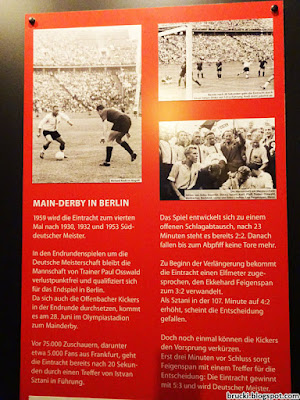 MAIN-DERBY IN BERLIN
1959 wird die Eintracht zum vierten
Mal nach 1930, 1932 und 1953 Süd-
deutscher Meister.
In den Endrundenspielen um die
Deutsche Meisterschaft bleibt die
Mannschaft von Trainer Paul Osswald
verlustpunktfrei und qualifiziert sich
für das Endspiel in Berlin.
Da sich auch die Offenbacher Kickers
in der Endrunde durchsetzen, kommt
es am 28. Juni im Olympiastadion
zum Mainderby.
Vor 75.000 Zuschauern, darunter
etwa 5.000 Fans aus Frankfurt, geht
die Eintracht bereits nach 20 Sekun-
den durch einen Treffer von Istvan
Sztani in Führung.
Das Spiel entwickelt sich zu einem
offenen Schlagabtausch, nach 23
Minuten steht es bereits 2:2. Danach
fallen bis zum Abpfiff keine Tore mehr.
Zu Beginn der Verlängerung bekommt
die Eintracht einen Elfmeter zuge-
sprochen, den Ekkehard Feigenspan
zum 3:2 verwandelt.
Als Sztani in der 107. Minute auf 4:2
erhöht, scheint die Entscheidung
gefallen.
Doch noch einmal können die Kickers
den Vorsprung verkürzen.
Erst drei Minuten vor Schluss sorgt
Feigenspan mit einem Treffer für die
Entscheidung: Die Eintracht gewinnt
mit 5:3 und wird Deutscher Meister.
brucki.blogspot.com